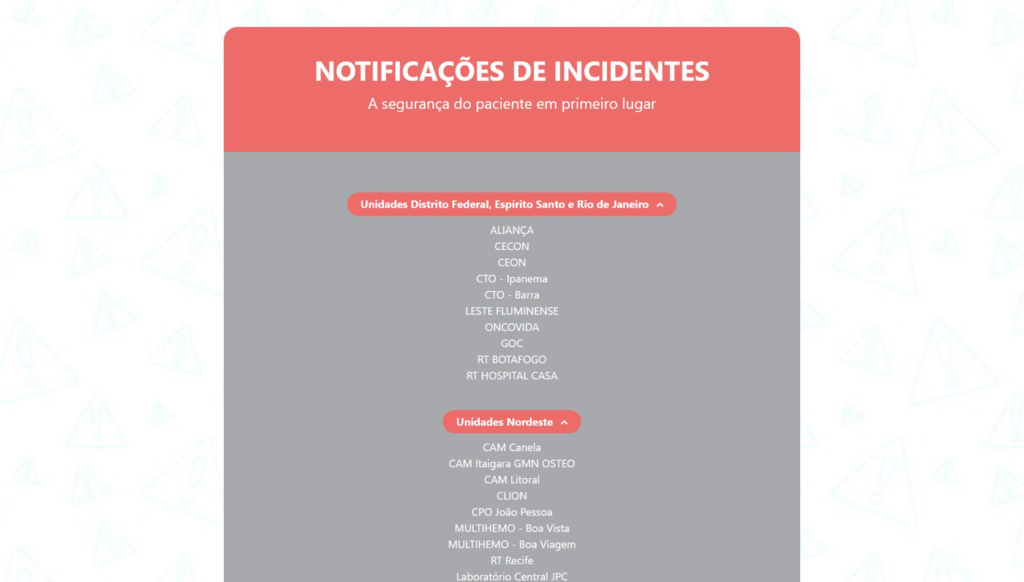 NOTIFICAÇÕES DE INCIDENTES
A segurança do paciente em primeiro lugar
Unidades Distrito Federal, Espírito Santo e Rio de Janeiro
ALIANÇA
CECON
CEON
CTO - Ipanema
CTO - Barra
LESTE FLUMINENSE
ONCOVIDA
GOC
RT BOTAFOGO
RT HOSPITAL CASA
Unidades Nordeste
CAM Canela
CAM Itaigara GMN OSTEO
CAM Litoral
CLION
CPO João Pessoa
MULTIHEMO - Boa Vista
MULTIHEMO - Boa Viagem
RT Recife
Laboratório Central JPC